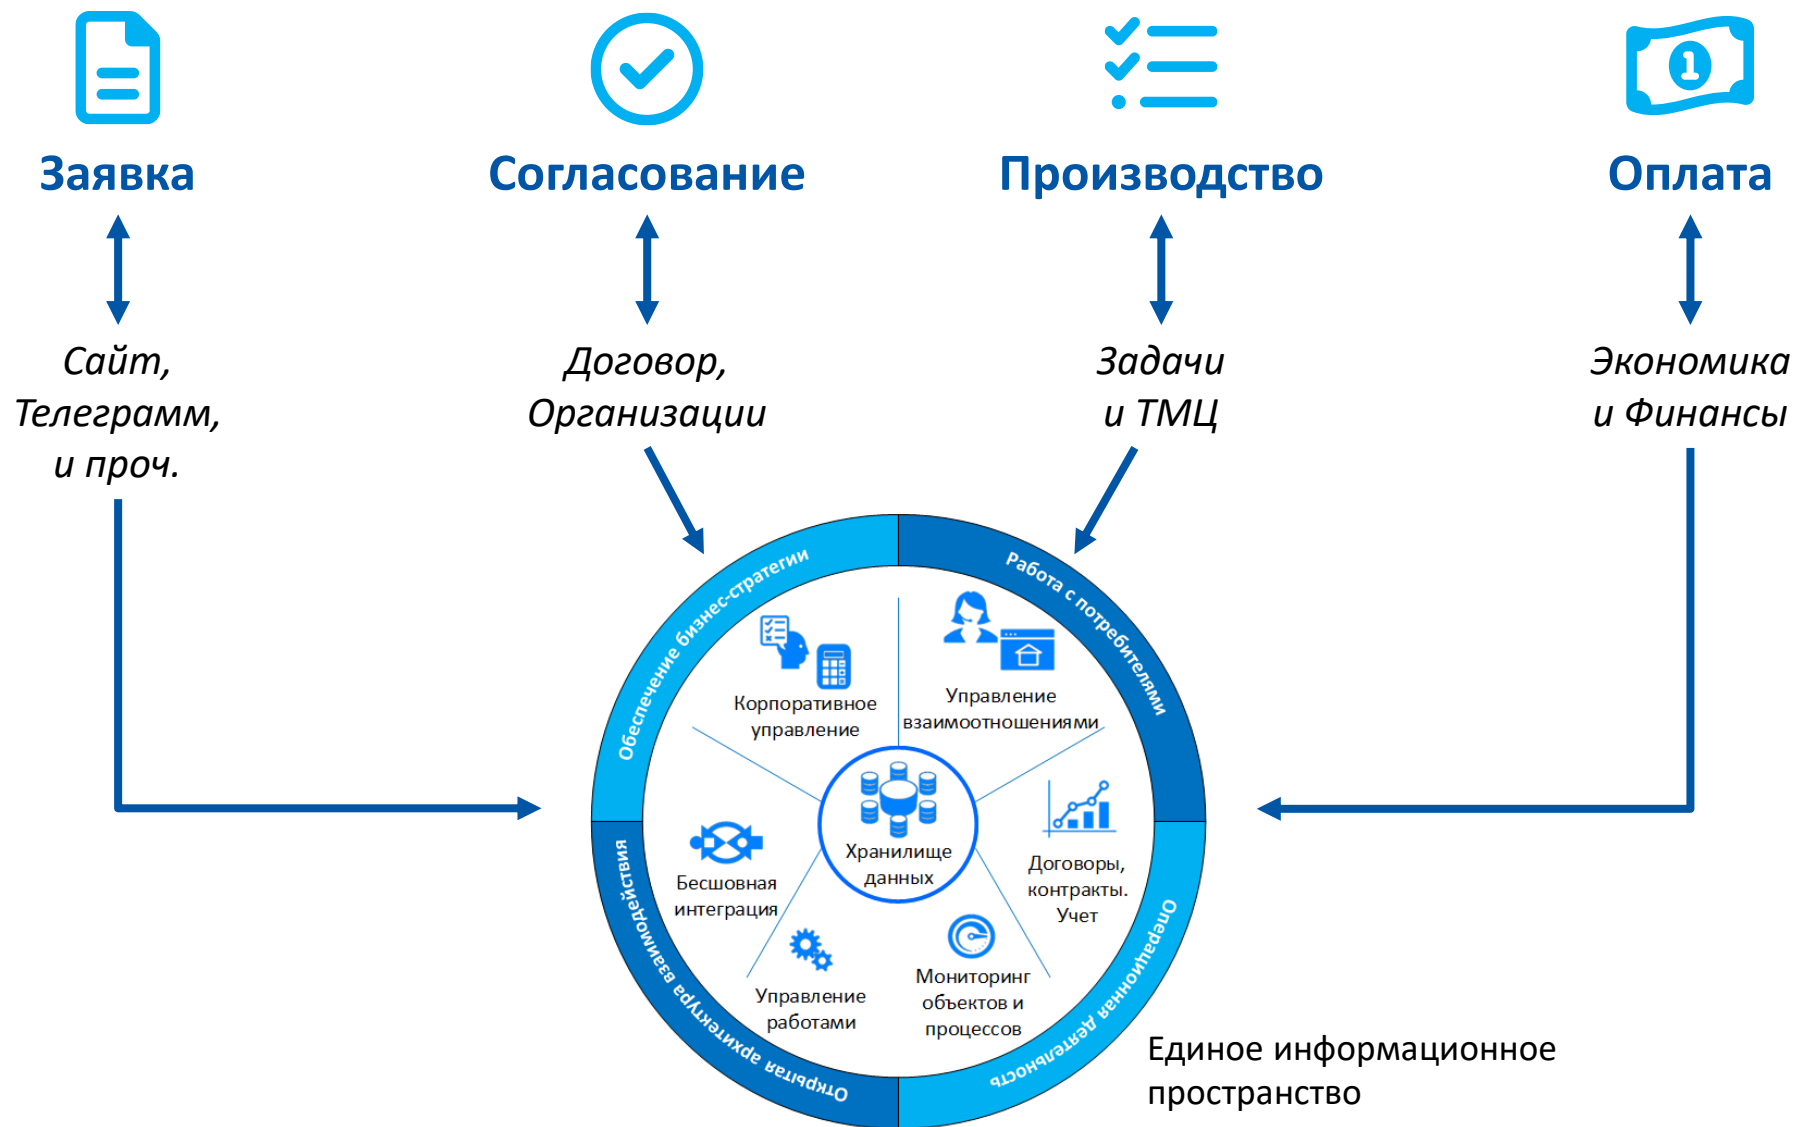 Заявка
Согласование
Производство
Оплата
Сайт,
Телеграмм,
и проч.
Договор,
Организации
Задачи
и ТМЦ
Экономика
и Финансы
1
Обеспечение бизнес-стратегии
Работа с потребителями
Корпоративное
управление
Управление
взаимоотношениями
Хранилище
данных
Бесшовная
интеграция
Договоры,
контракты.
Учет
Управление
работами
Мониторинг
объектов и
процессов
Открытая архитектура взаимодействия
Операционная деятельность
Единое информационное
пространство